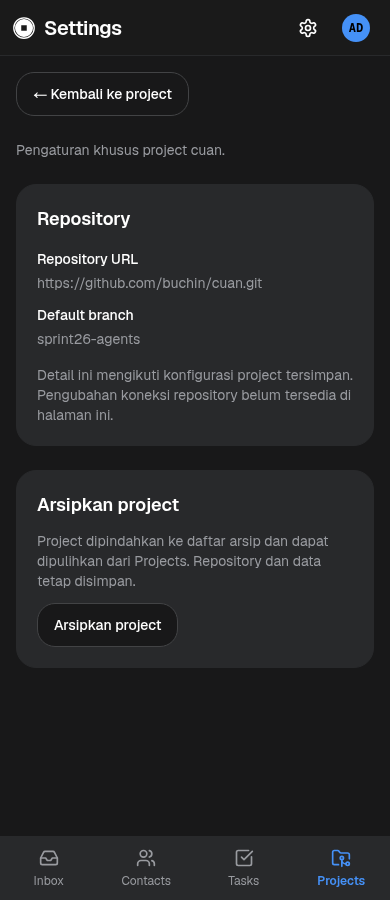 Settings
AD
← Kembali ke project
Pengaturan khusus project cuan.
Repository
Repository URL
https://github.com/buchin/cuan.git
Default branch
sprint26-agents
Detail ini mengikuti konfigurasi project tersimpan.
Pengubahan koneksi repository belum tersedia di
halaman ini.
Arsipkan project
Project dipindahkan ke daftar arsip dan dapat
dipulihkan dari Projects. Repository dan data
tetap disimpan.
Arsipkan project
Inbox
Contacts
Tasks
Projects